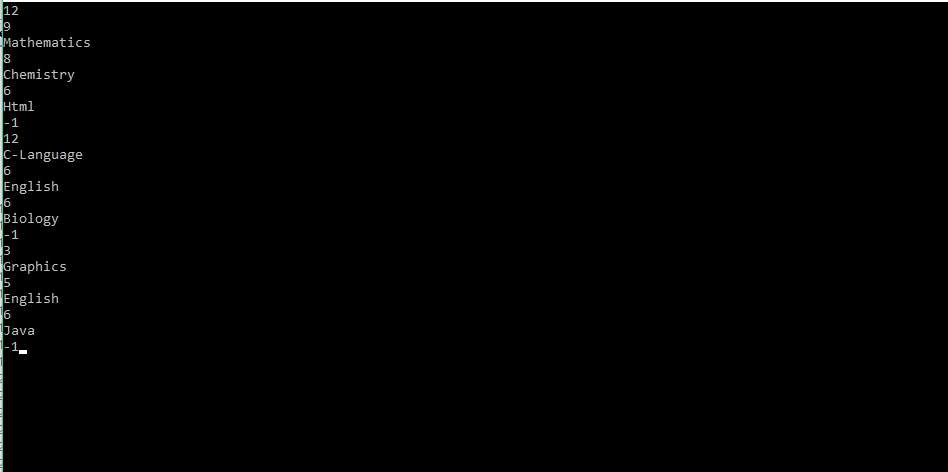 12
9
Mathematics
8
Chemistry
6
Html
-1
12
C-Language
6
English
6
Biology
-1
3
Graphics
5
English
6
Java
-1